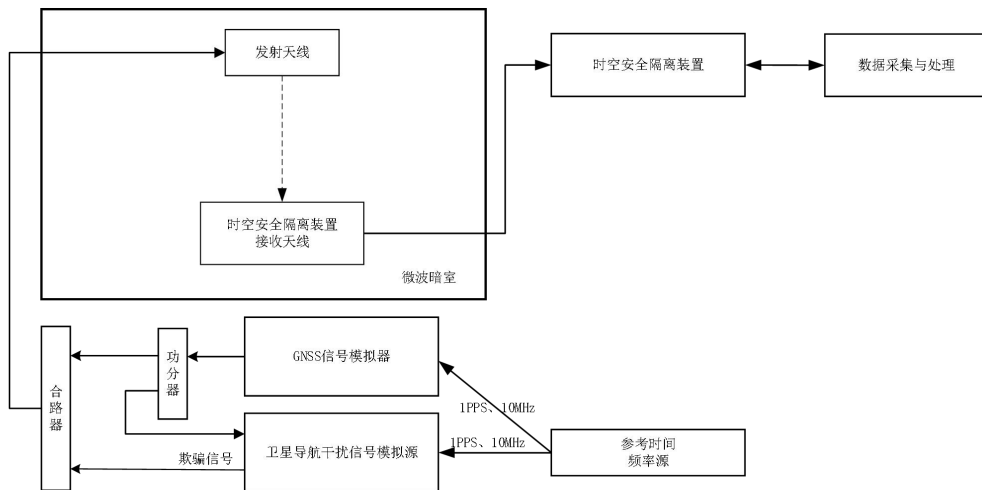 发射天线
时空安全隔离装置
数据采集与处理
时空安全隔离装置
接收天线
微波暗室
合路器
功分器
GNSS信号模拟器
1PPS、10MHz
1PPS、10MHz
欺骗信号
卫星导航干扰信号模拟源
参考时间
频率源